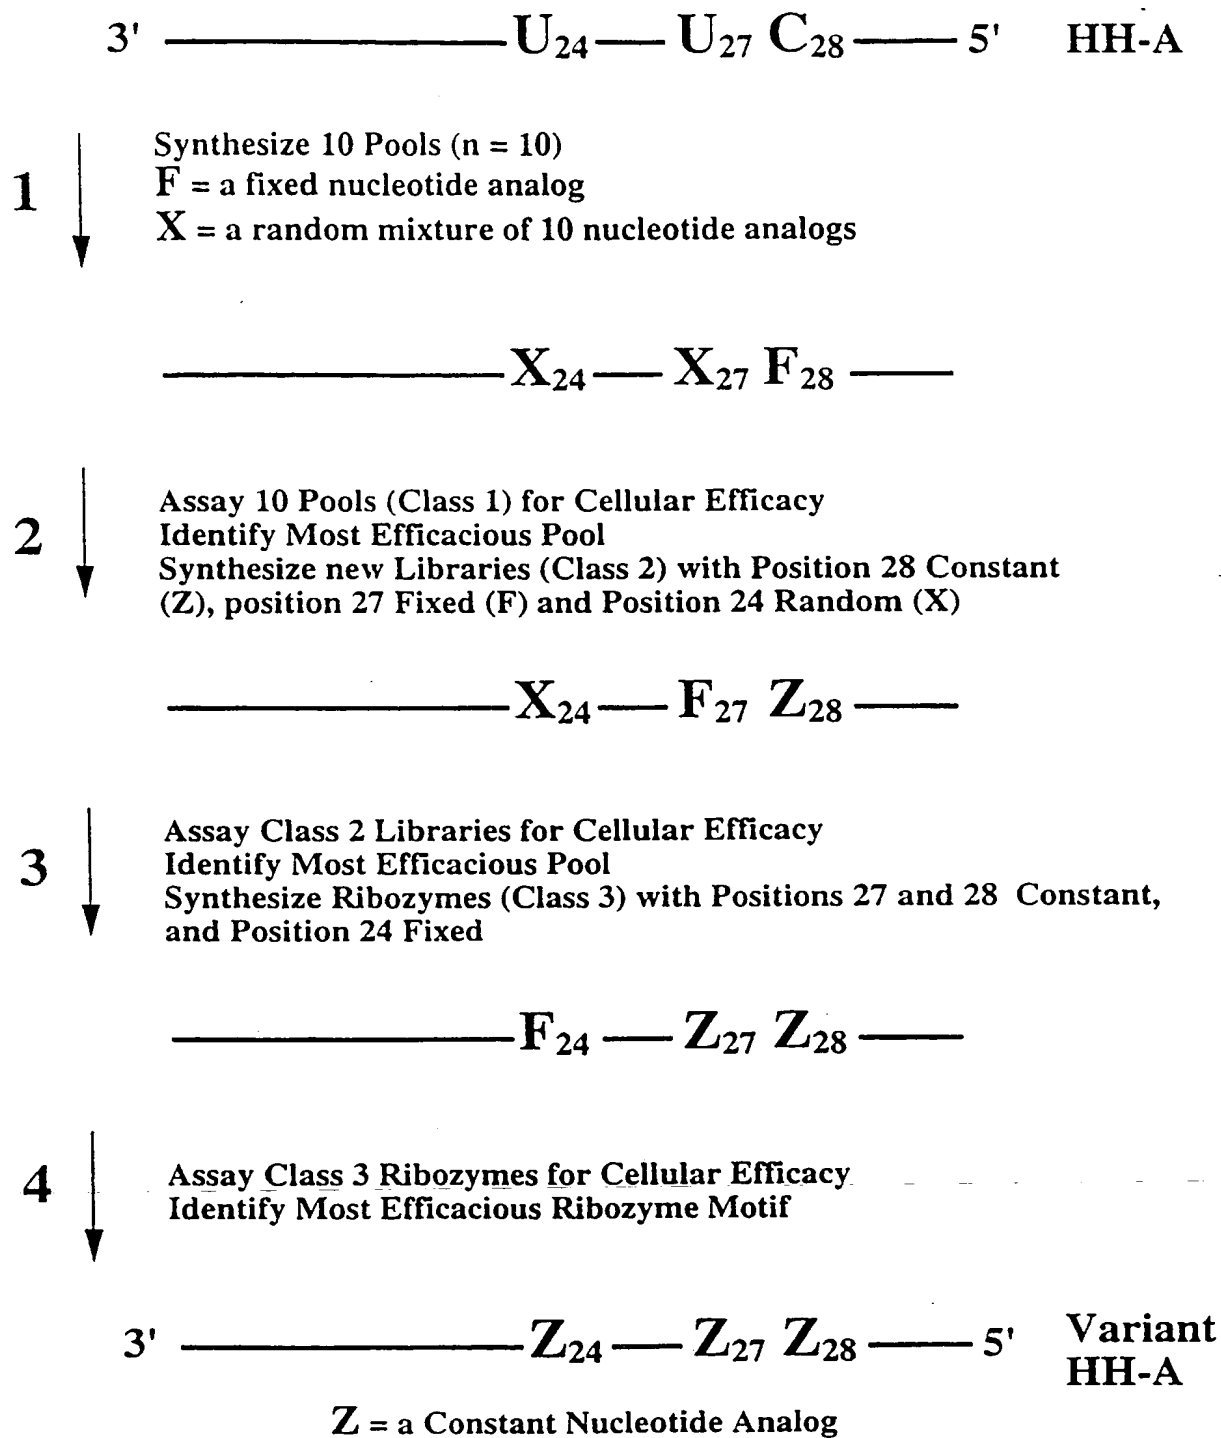 3' U24 U27 C28 5' HH-A
1
Synthesize 10 Pools (n = 10)
F = a fixed nucleotide analog
X = a random mixture of 10 nucleotide analogs
X24 X27 F28
2
Assay 10 Pools (Class 1) for Cellular Efficacy
Identify Most Efficacious Pool
Synthesize new Libraries (Class 2) with Position 28 Constant
(Z), position 27 Fixed (F) and Position 24 Random (X)
X24 F27 Z28
3
Assay Class 2 Libraries for Cellular Efficacy
Identify Most Efficacious Pool
Synthesize Ribozymes (Class 3) with Positions 27 and 28 Constant,
and Position 24 Fixed
F24 Z27 Z28
4
Assay Class 3 Ribozymes for Cellular Efficacy
Identify Most Efficacious Ribozyme Motif
3' Z24 Z27 Z28 5' Variant
HH-A
Z = a Constant Nucleotide Analog